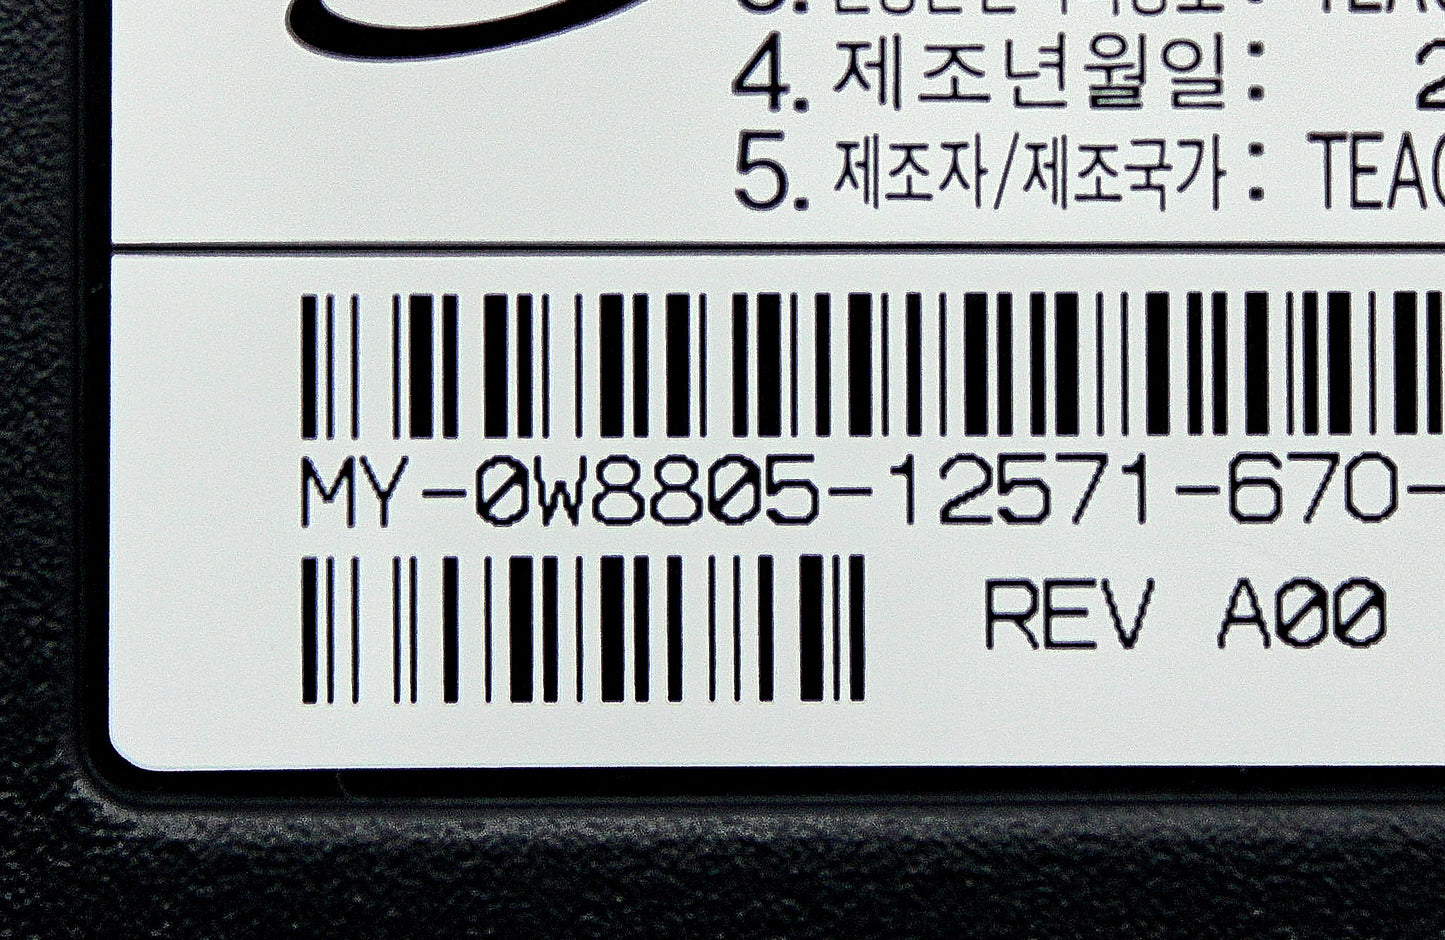 4. 제조년월일:
5. 제조자/제조국가: TEAC
MY-0W8805-12571-670-
REV A00